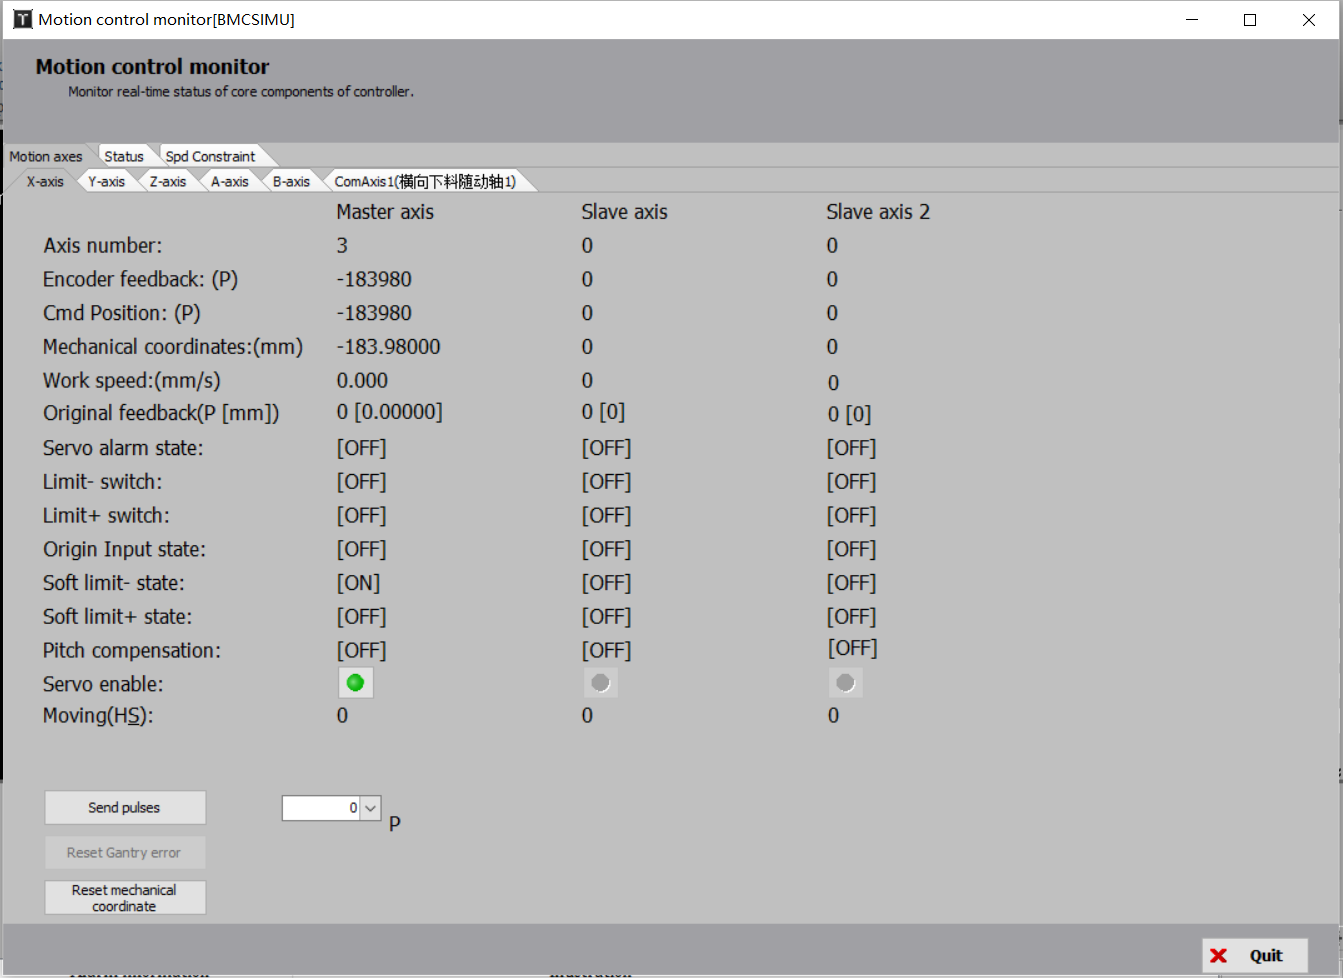 Motion control monitor[BMCSIMU]
Motion control monitor
Monitor real-time status of core components of controller.
Motion axes Status Spd Constraint
X-axis Y-axis Z-axis A-axis B-axis ComAxis1(横向下料随动轴1)
Master axis Slave axis Slave axis 2
Axis number: 3 0 0
Encoder feedback: (P) -183980 0 0
Cmd Position: (P) -183980 0 0
Mechanical coordinates:(mm) -183.98000 0 0
Work speed:(mm/s) 0.000 0 0
Original feedback(P [mm]) 0 [0.00000] 0 [0] 0 [0]
Servo alarm state: [OFF] [OFF] [OFF]
Limit- switch: [OFF] [OFF] [OFF]
Limit+ switch: [OFF] [OFF] [OFF]
Origin Input state: [OFF] [OFF] [OFF]
Soft limit- state: [ON] [OFF] [OFF]
Soft limit+ state: [OFF] [OFF] [OFF]
Pitch compensation: [OFF] [OFF] [OFF]
Servo enable:
Moving(HS): 0 0 0
Send pulses 0 P
Reset Gantry error
Reset mechanical
coordinate
Quit